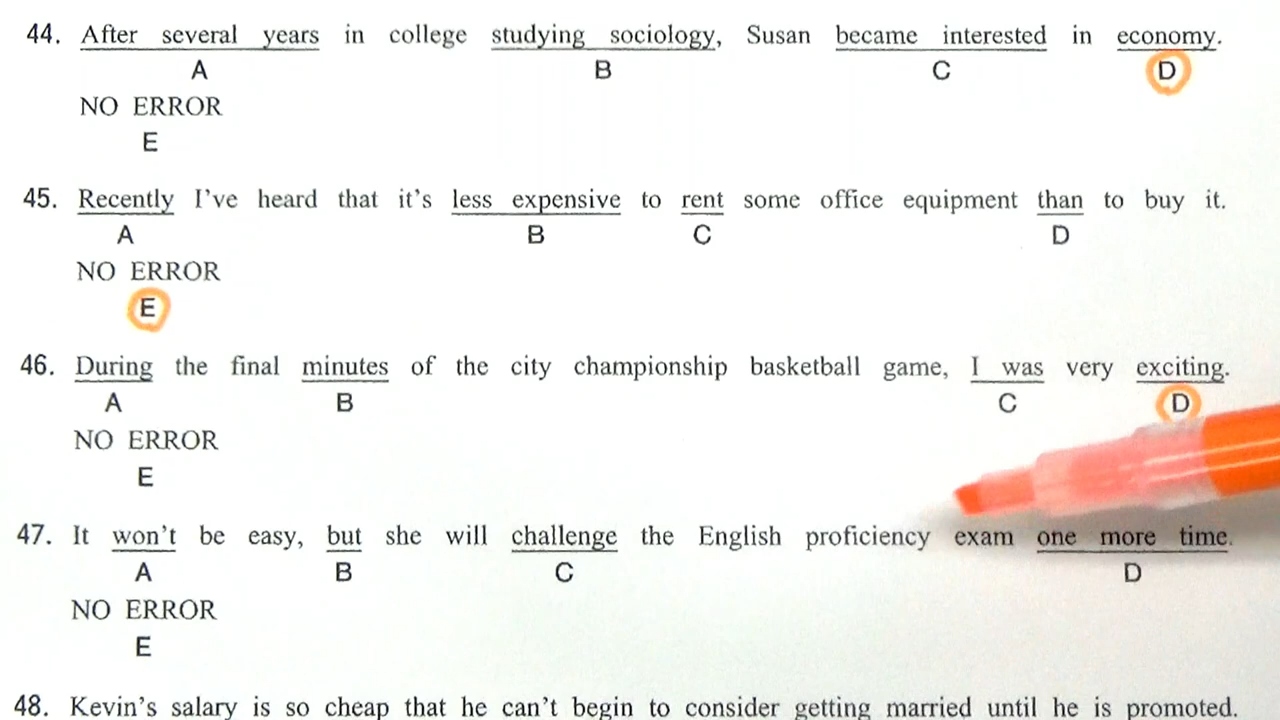 44. After several years in college studying sociology, Susan became interested in economy.
A B C D
NO ERROR
E
45. Recently I've heard that it's less expensive to rent some office equipment than to buy it.
A B C D
NO ERROR
E
46. During the final minutes of the city championship basketball game, I was very exciting.
A B C D
NO ERROR
E
47. It won't be easy, but she will challenge the English proficiency exam one more time.
A B C D
NO ERROR
E
48. Kevin's salary is so cheap that he can't begin to consider getting married until he is promoted.